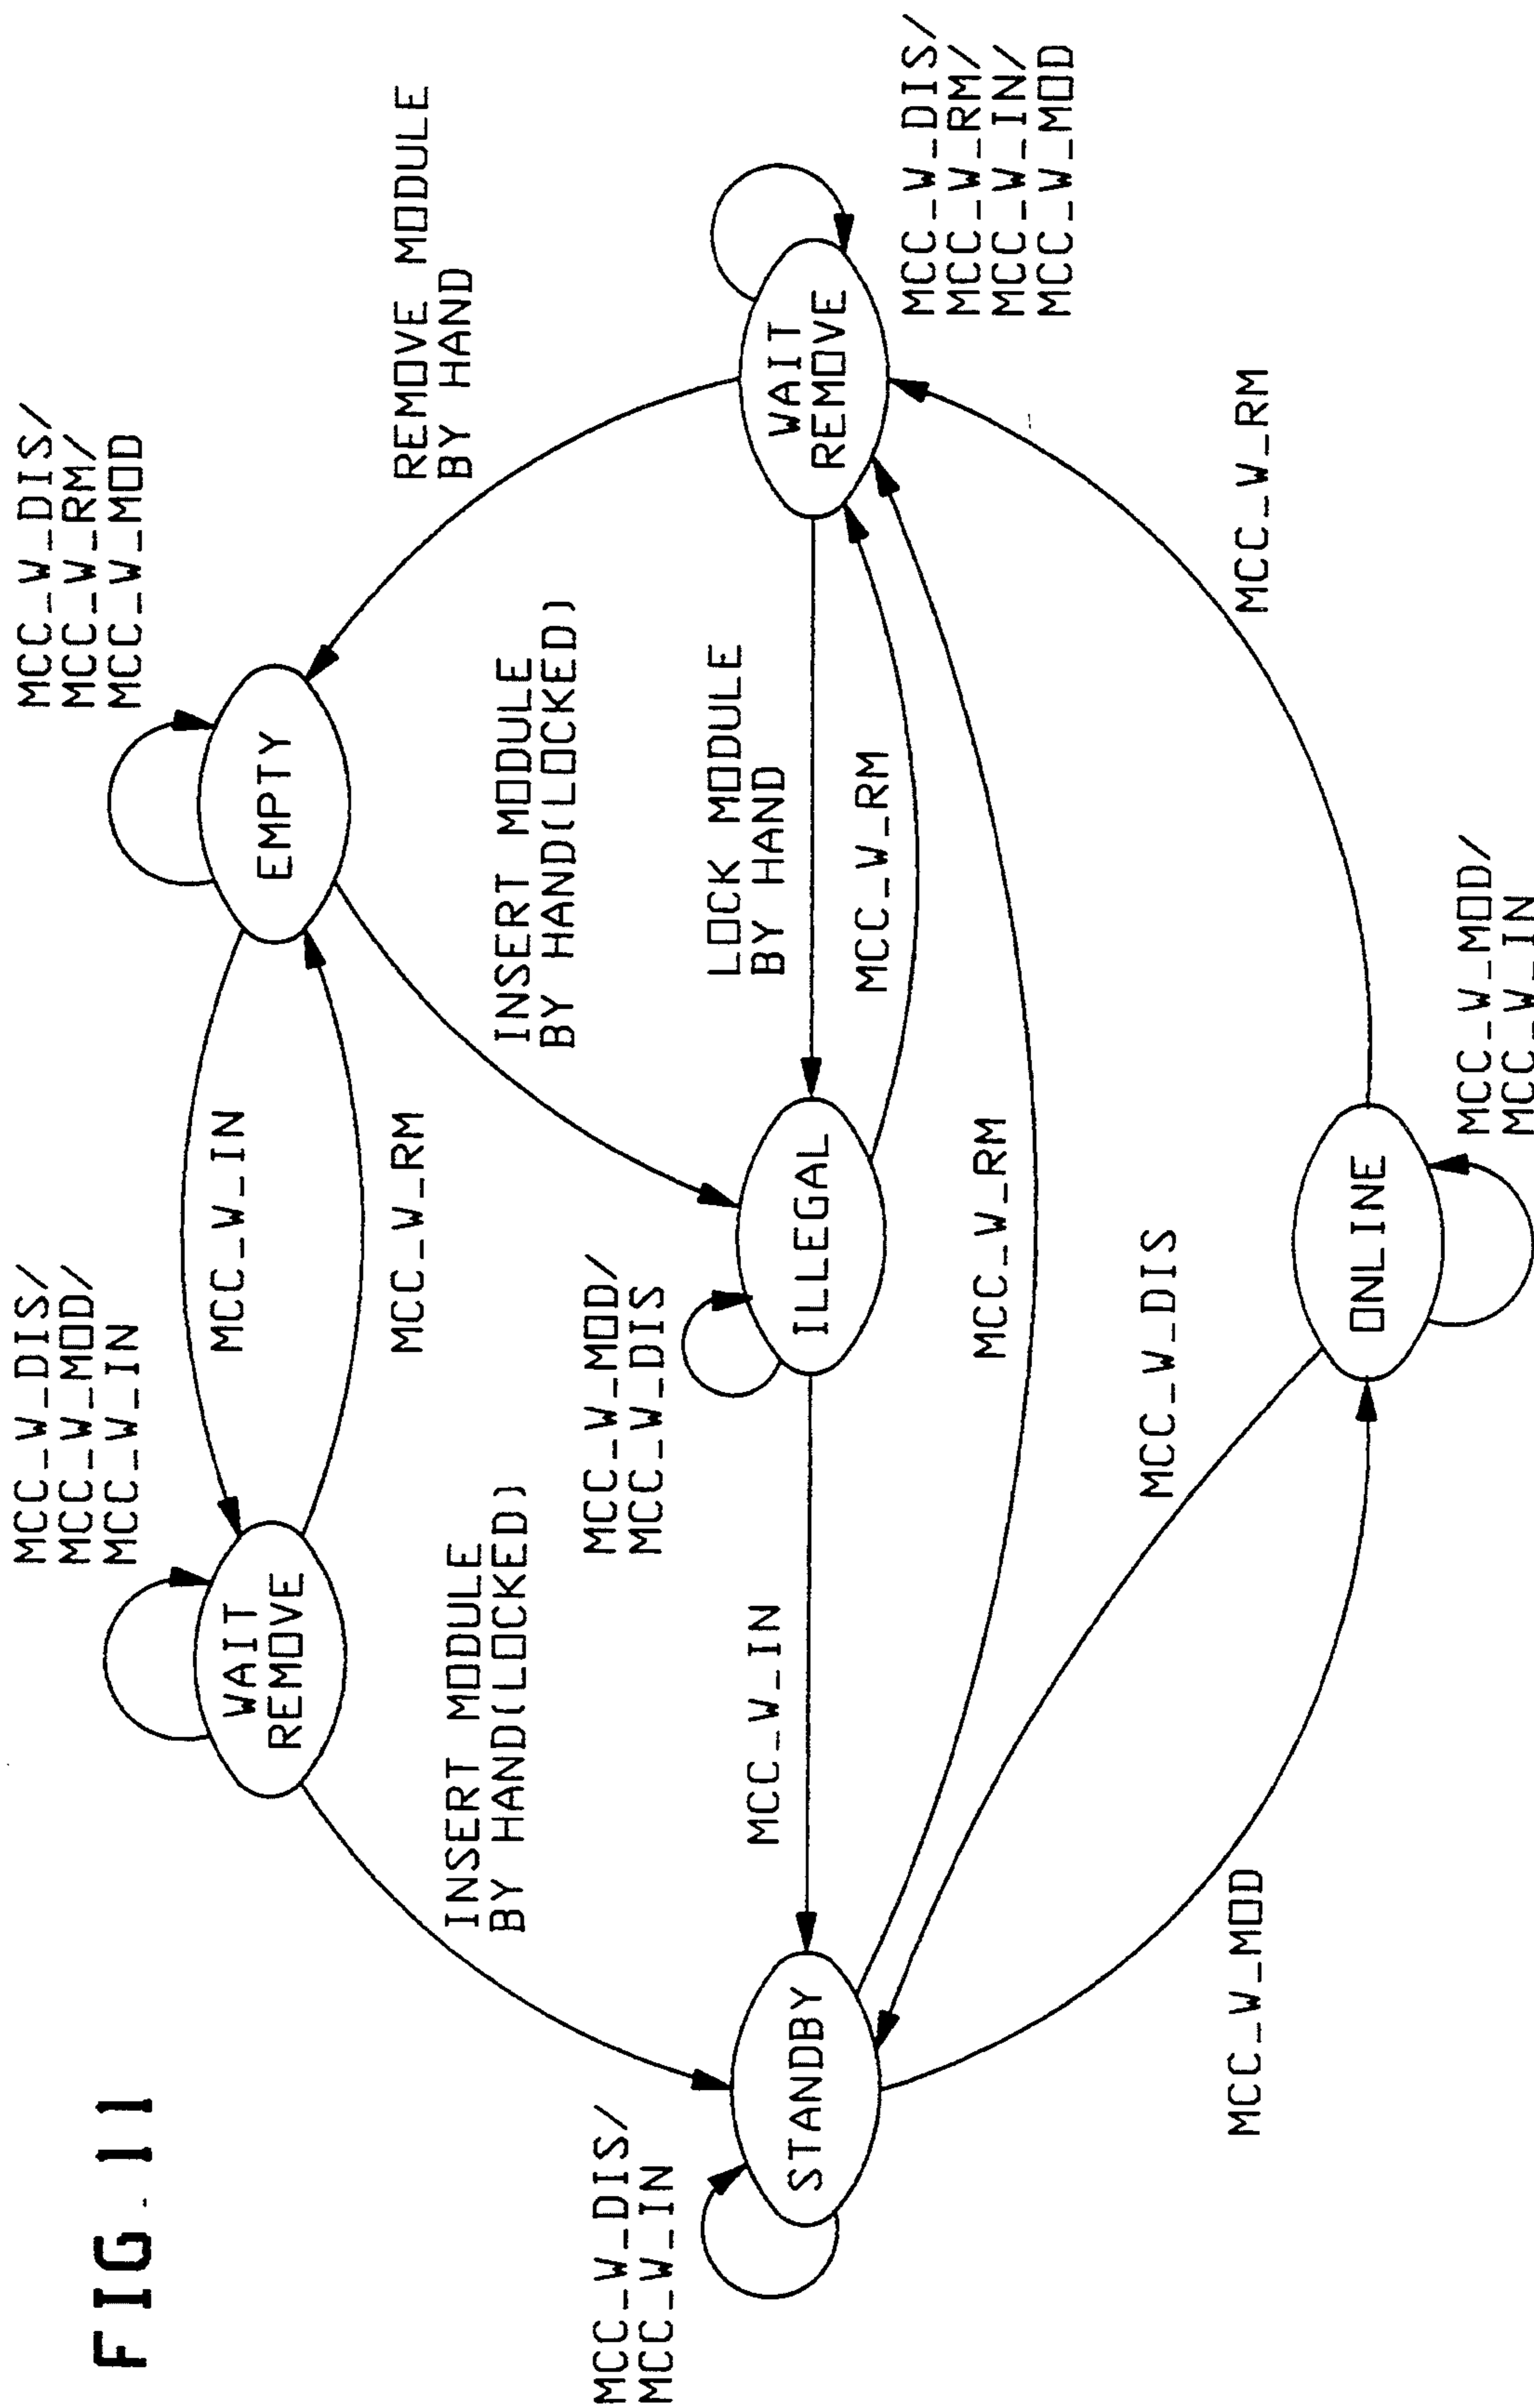 FIG. 11
MCC_W_DIS/
MCC_W_MOD/
MCC_W_IN
WAIT
REMOVE
MCC_W_IN
MCC_W_RM
MCC_W_DIS/
MCC_W_RM/
MCC_W_MOD
EMPTY
REMOVE MODULE
BY HAND
INSERT MODULE
BY HAND(LOCKED)
INSERT MODULE
BY HAND(LOCKED)
MCC_W_DIS/
MCC_W_IN
STANDBY
MCC_W_IN
MCC_W_MOD/
MCC_W_DIS
ILLEGAL
LOCK MODULE
BY HAND
MCC_W_RM
WAIT
REMOVE
MCC_W_DIS/
MCC_W_RM/
MCC_W_IN/
MCC_W_MOD
MCC_W_RM
MCC_W_DIS
MCC_W_MOD
MCC_W_RM
ONLINE
MCC_W_MOD/
MCC_W_IN